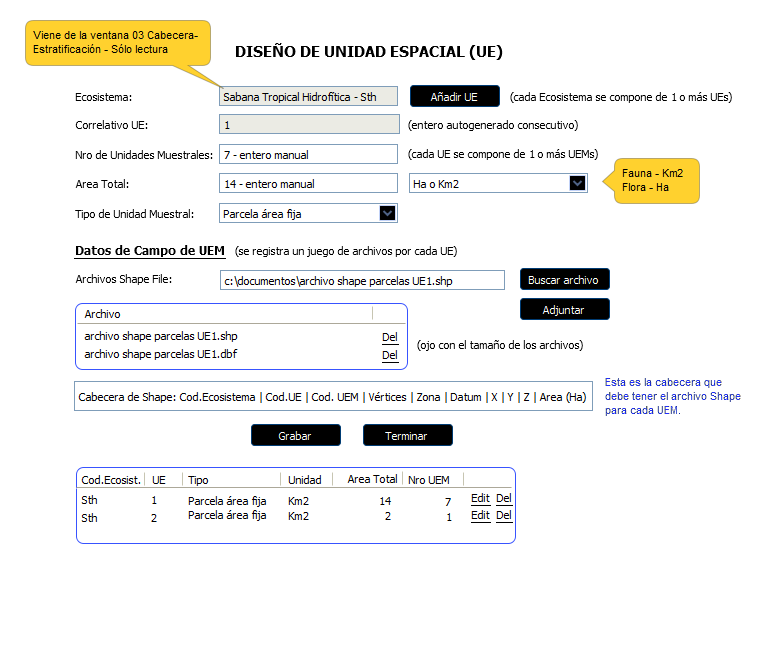 Viene de la ventana 03 Cabecera-
Estratificación - Sólo lectura
DISEÑO DE UNIDAD ESPACIAL (UE)
Ecosistema: Sabana Tropical Hidrofítica - Sth Añadir UE (cada Ecosistema se compone de 1 o más UEs)
Correlativo UE: 1 (entero autogenerado consecutivo)
Nro de Unidades Muestrales: 7 - entero manual (cada UE se compone de 1 o más UEMs)
Area Total: 14 - entero manual Ha o Km2
Fauna - Km2
Flora - Ha
Tipo de Unidad Muestral: Parcela área fija
Datos de Campo de UEM (se registra un juego de archivos por cada UE)
Archivos Shape File: c:\documentos\archivo shape parcelas UE1.shp Buscar archivo
Adjuntar
Archivo
archivo shape parcelas UE1.shp Del
archivo shape parcelas UE1.dbf Del
(ojo con el tamaño de los archivos)
Cabecera de Shape: Cod.Ecosistema | Cod.UE | Cod. UEM | Vértices | Zona | Datum | X | Y | Z | Area (Ha)
Esta es la cabecera que
debe tener el archivo Shape
para cada UEM.
Grabar Terminar
Cod.Ecosist. UE Tipo Unidad Area Total Nro UEM
Sth 1 Parcela área fija Km2 14 7 Edit Del
Sth 2 Parcela área fija Km2 2 1 Edit Del